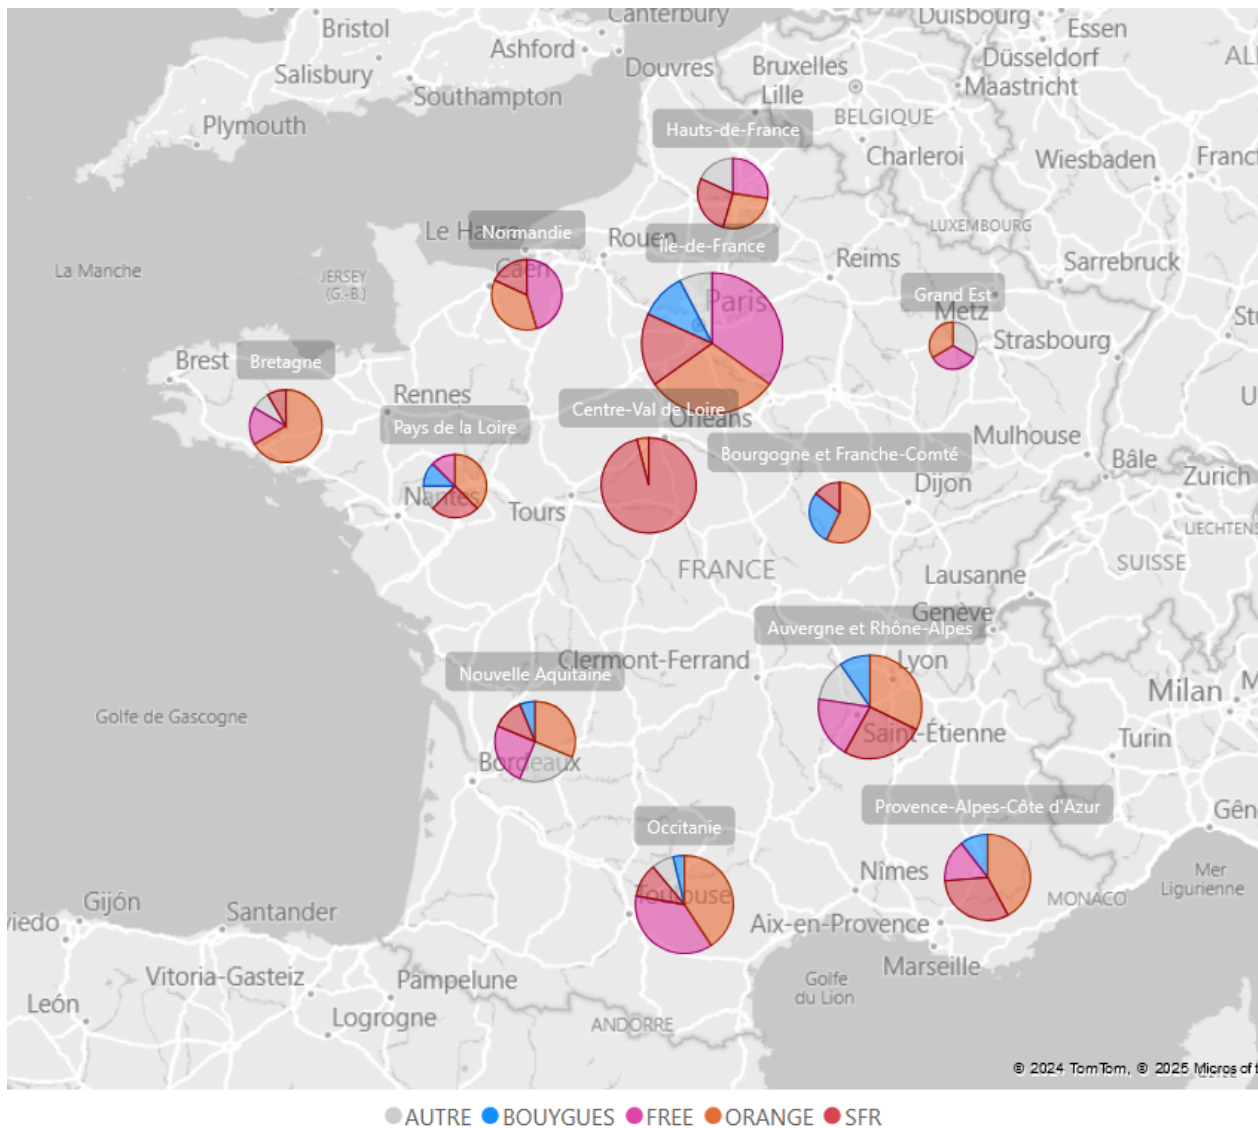 Bristol
Canterbury
Duisbourg
Essen
Ashford
Düsseldorf
Salisbury
Douvres
Bruxelles
Maastricht
Lille
Southampton
BELGIQUE
Plymouth
Hauts-de-France
Charleroi
Wiesbaden
Le Havre
Normandie
Rouen
Île-de-France
LUXEMBOURG
La Manche
JERSEY
(G.-B.)
Caen
Reims
Sarrebruck
Paris
Grand Est
Metz
Strasbourg
Brest
Bretagne
Rennes
Centre-Val de Loire
Orléans
Pays de la Loire
Mulhouse
Bourgogne et Franche-Comté
Bâle
Zurich
Nantes
Tours
Dijon
FRANCE
SUISSE
Lausanne
Genève
Auvergne et Rhône-Alpes
Clermont-Ferrand
Lyon
Nouvelle Aquitaine
Milan
Golfe de Gascogne
Saint-Étienne
Turin
Bordeaux
Provence-Alpes-Côte d'Azur
Occitanie
Nîmes
Mer
Ligurienne
Toulouse
MONACO
Gijón
Santander
Aix-en-Provence
Marseille
Vitoria-Gasteiz
Pampelune
Golfe
du Lion
León
Logrogne
ANDORRE
© 2024 TomTom, © 2025 Micros of t
AUTRE BOUYGUES FREE ORANGE SFR